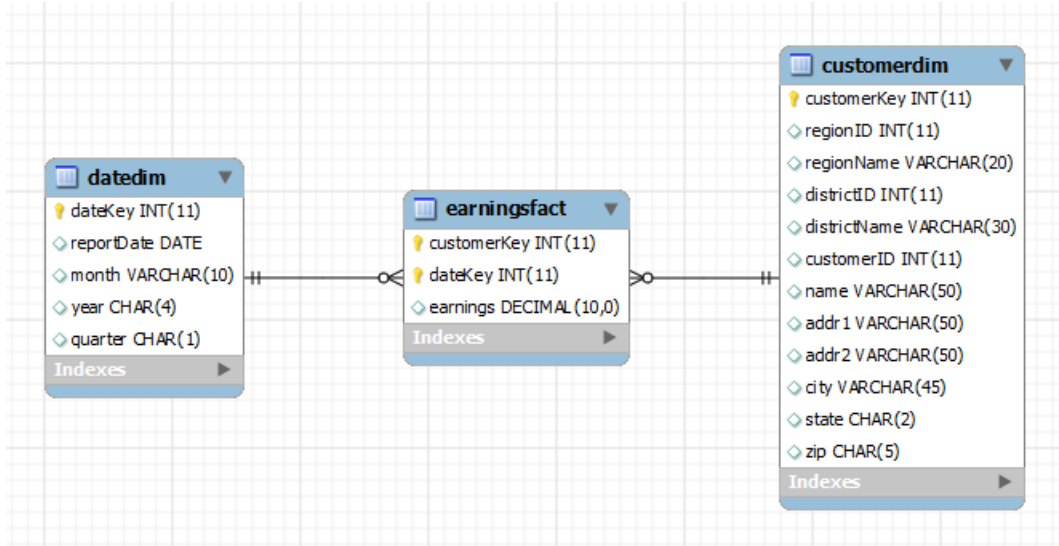 datedim
dateKey INT(11)
reportDate DATE
month VARCHAR(10)
year CHAR(4)
quarter CHAR(1)
Indexes
earningsfact
customerKey INT(11)
dateKey INT(11)
earnings DECIMAL(10,0)
Indexes
customerdim
customerKey INT(11)
regionID INT(11)
regionName VARCHAR(20)
districtID INT(11)
districtName VARCHAR(30)
customerID INT(11)
name VARCHAR(50)
addr1 VARCHAR(50)
addr2 VARCHAR(50)
city VARCHAR(45)
state CHAR(2)
zip CHAR(5)
Indexes